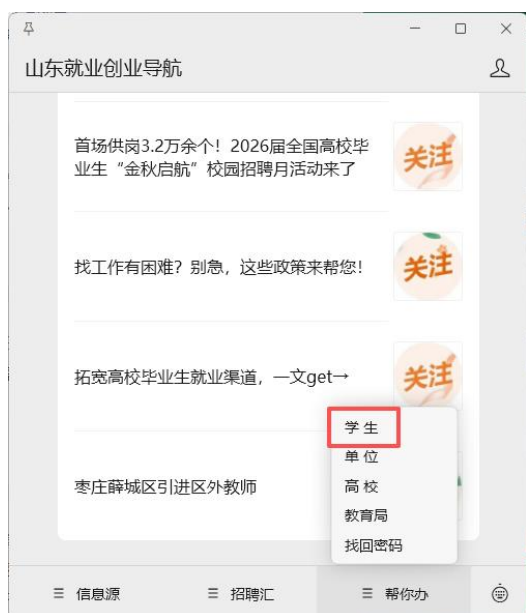 山东就业创业导航
首场供岗3.2万余个！2026届全国高校毕
业生“金秋启航”校园招聘月活动来了
关注
找工作有困难？别急，这些政策来帮您！
关注
拓宽高校毕业生就业渠道，一文get→
关注
枣庄薛城区引进区外教师
学生
单位
高校
教育局
找回密码
信息源
招聘汇
帮你办